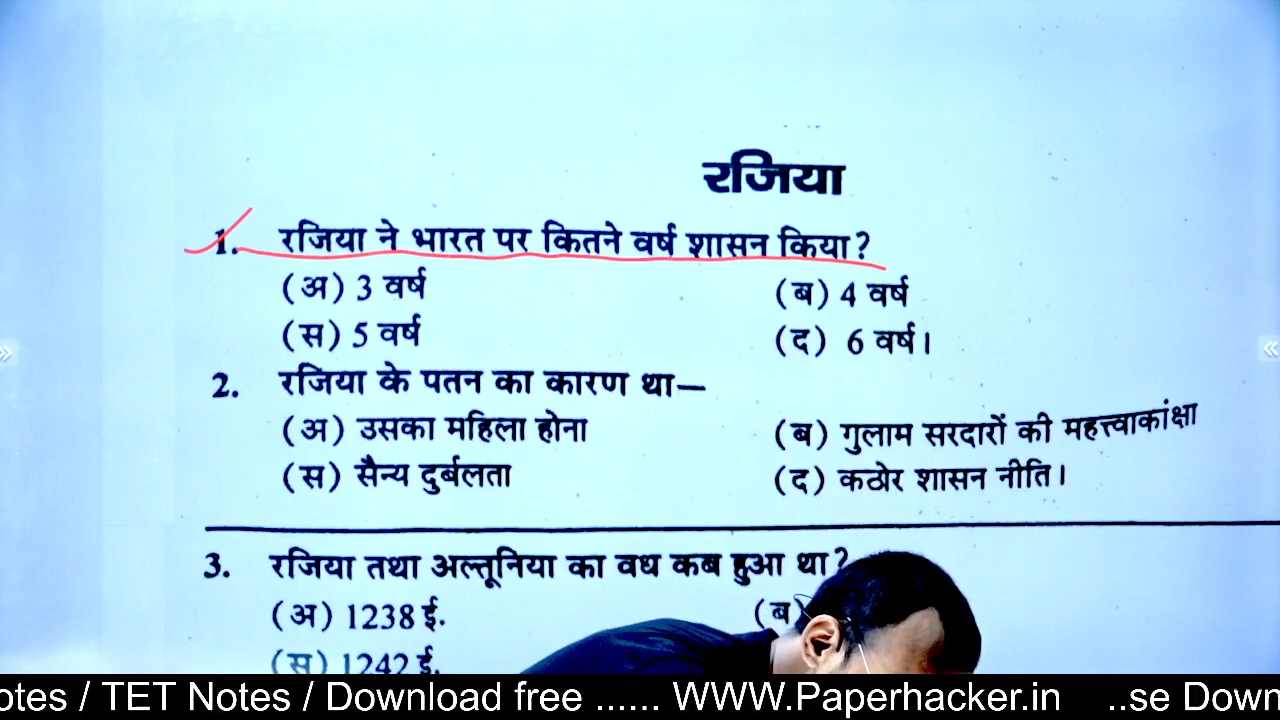 रजिया
1. रजिया ने भारत पर कितने वर्ष शासन किया?
(अ) 3 वर्ष (ब) 4 वर्ष
(स) 5 वर्ष (द) 6 वर्ष।
2. रजिया के पतन का कारण था—
(अ) उसका महिला होना (ब) गुलाम सरदारों की महत्त्वाकांक्षा
(स) सैन्य दुर्बलता (द) कठोर शासन नीति।
3. रजिया तथा अल्तूनिया का वध कब हुआ था?
(अ) 1238 ई. (ब)
(स) 1242 ई.
otes / TET Notes / Download free ...... WWW.Paperhacker.in ..se Down